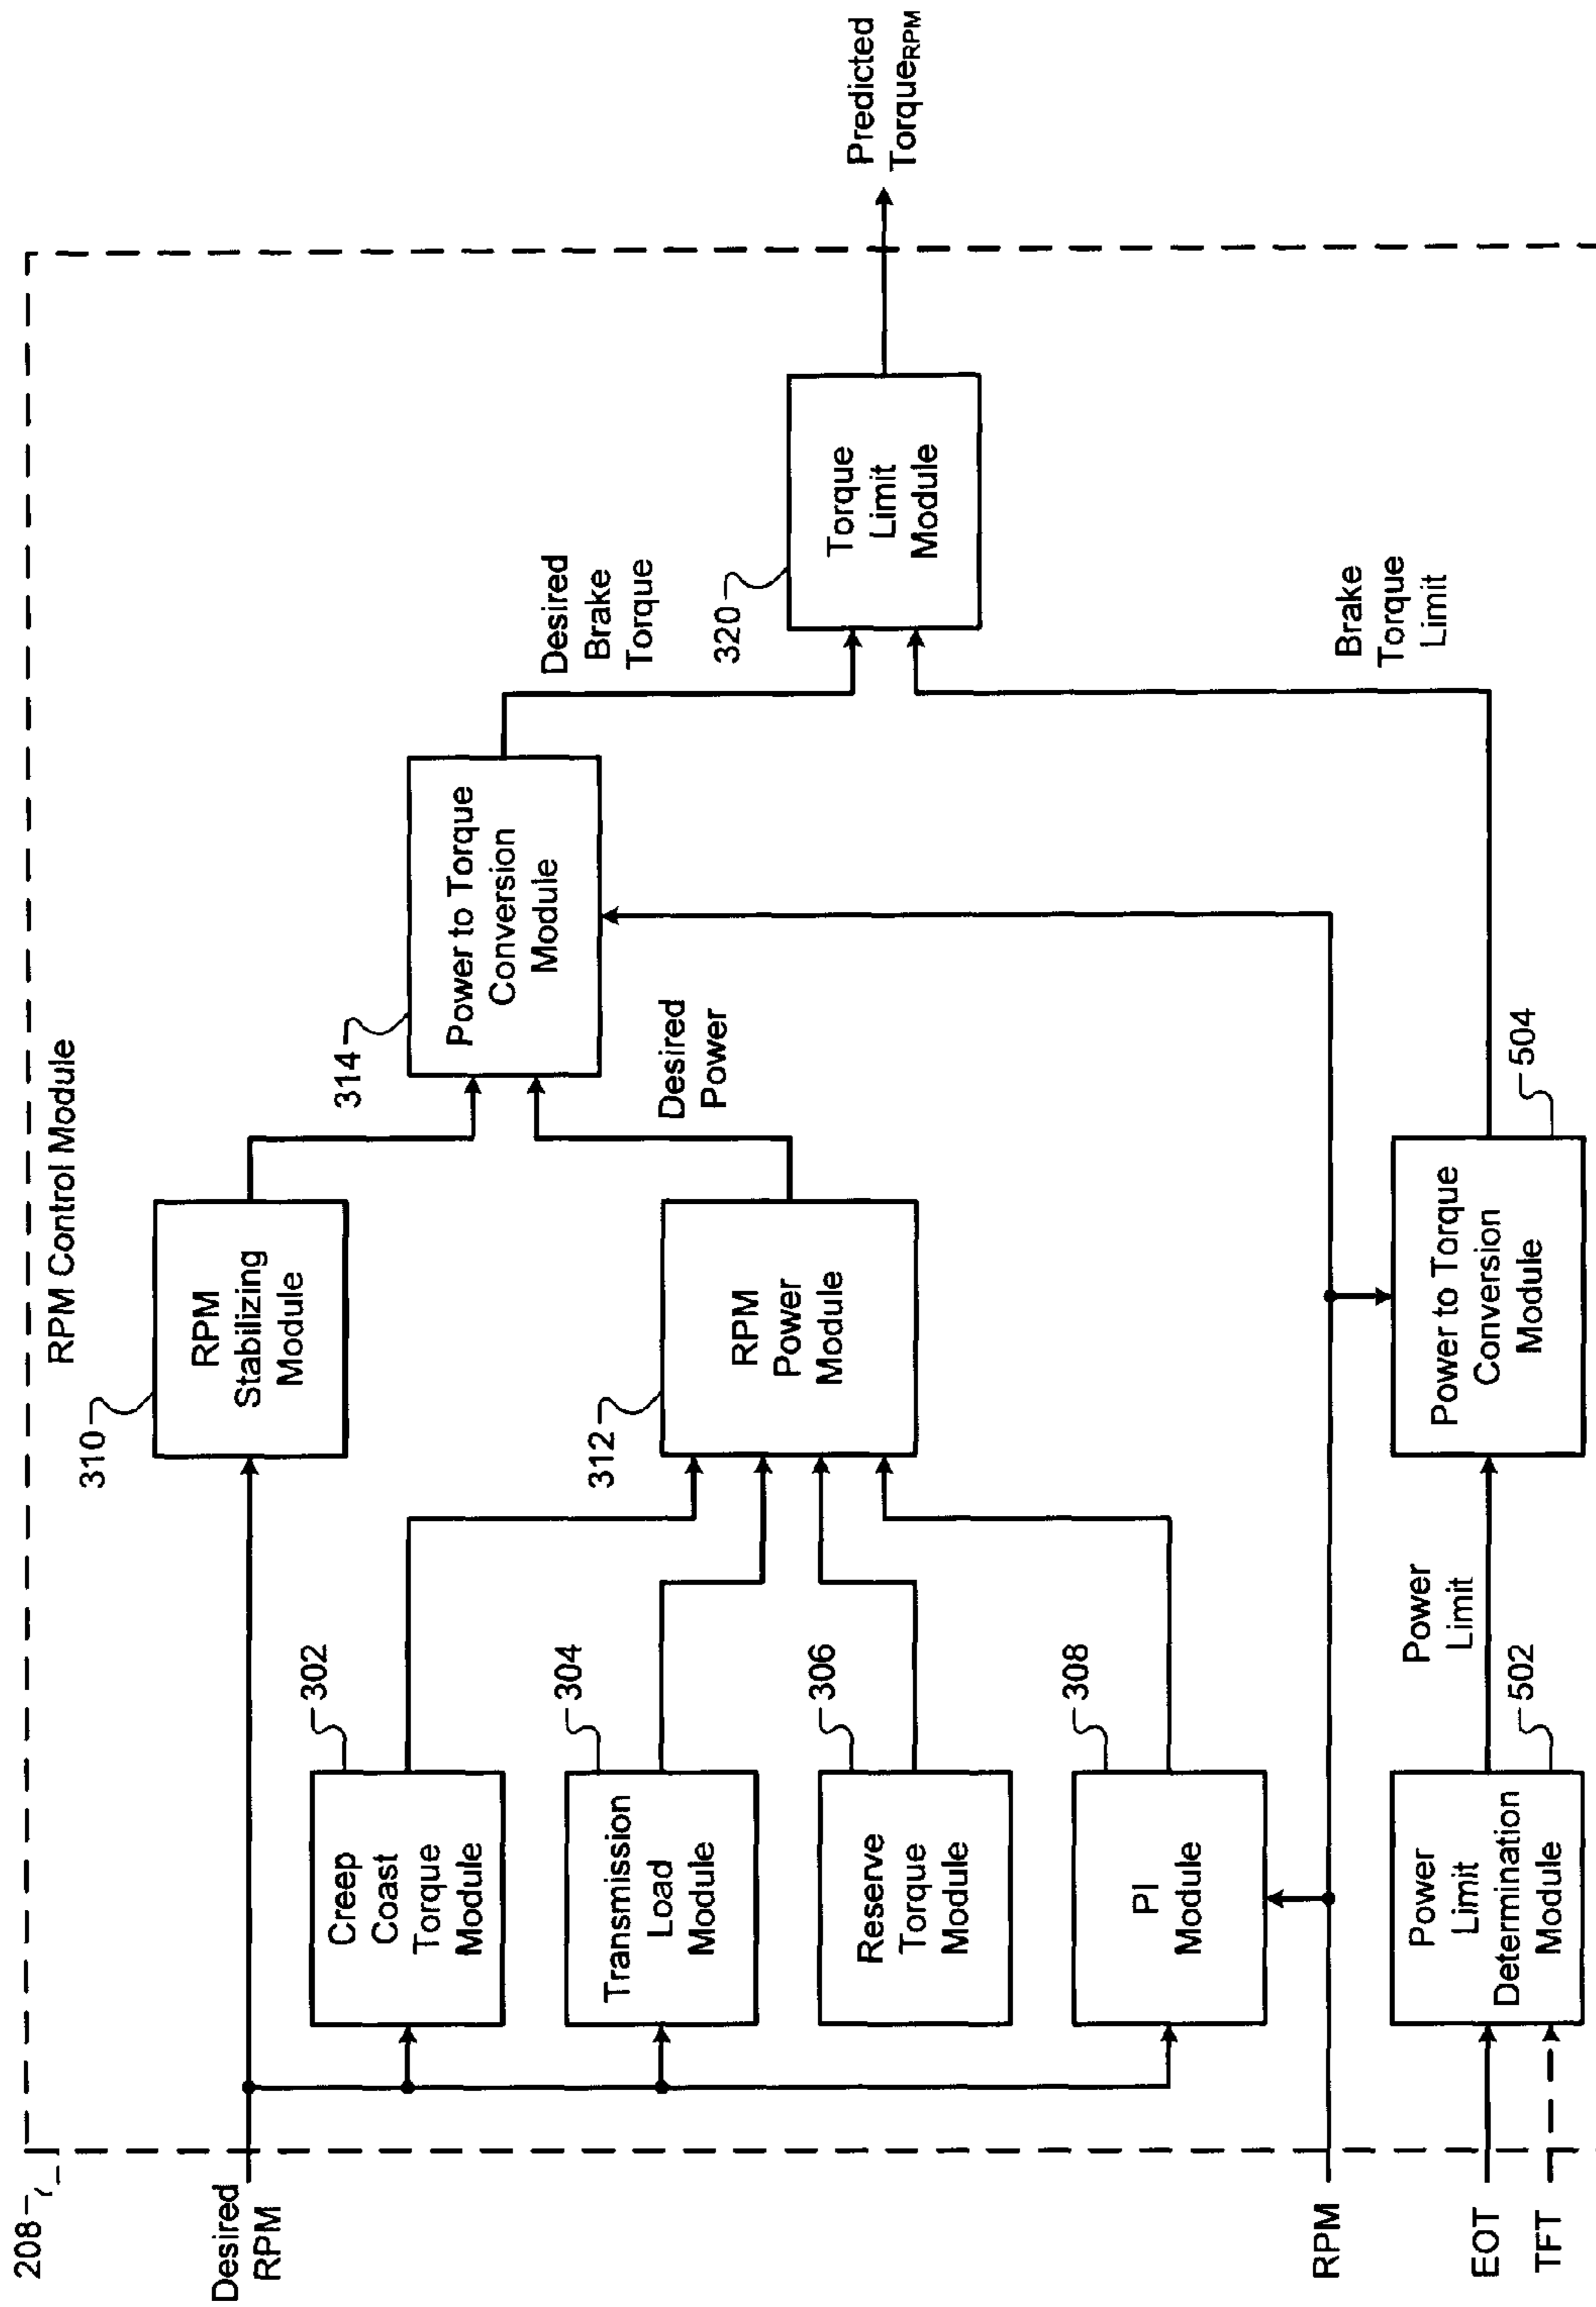 208
RPM Control Module
Desired
RPM
310
RPM
Stabilizing
Module
302
Creep
Coast
Torque
Module
304
Transmission
Load
Module
306
Reserve
Torque
Module
308
PI
Module
312
RPM
Power
Module
Desired
Power
314
Power to Torque
Conversion
Module
Desired
Brake
Torque
320
Torque
Limit
Module
Predicted
TorqueRPM
RPM
EOT
TFT
Power
Limit
Determination
Module
502
Power
Limit
Power to Torque
Conversion
Module
504
Brake
Torque
Limit